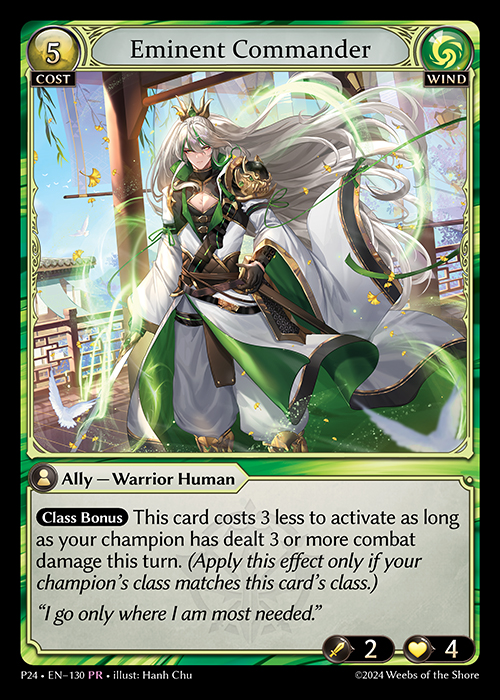 5
Eminent Commander
COST
WIND
Ally — Warrior Human
Class Bonus This card costs 3 less to activate as long
as your champion has dealt 3 or more combat
damage this turn. (Apply this effect only if your
champion's class matches this card's class.)
"I go only where I am most needed."
2
4
P24 • EN–130 PR • illust: Hanh Chu
©2024 Weebs of the Shore